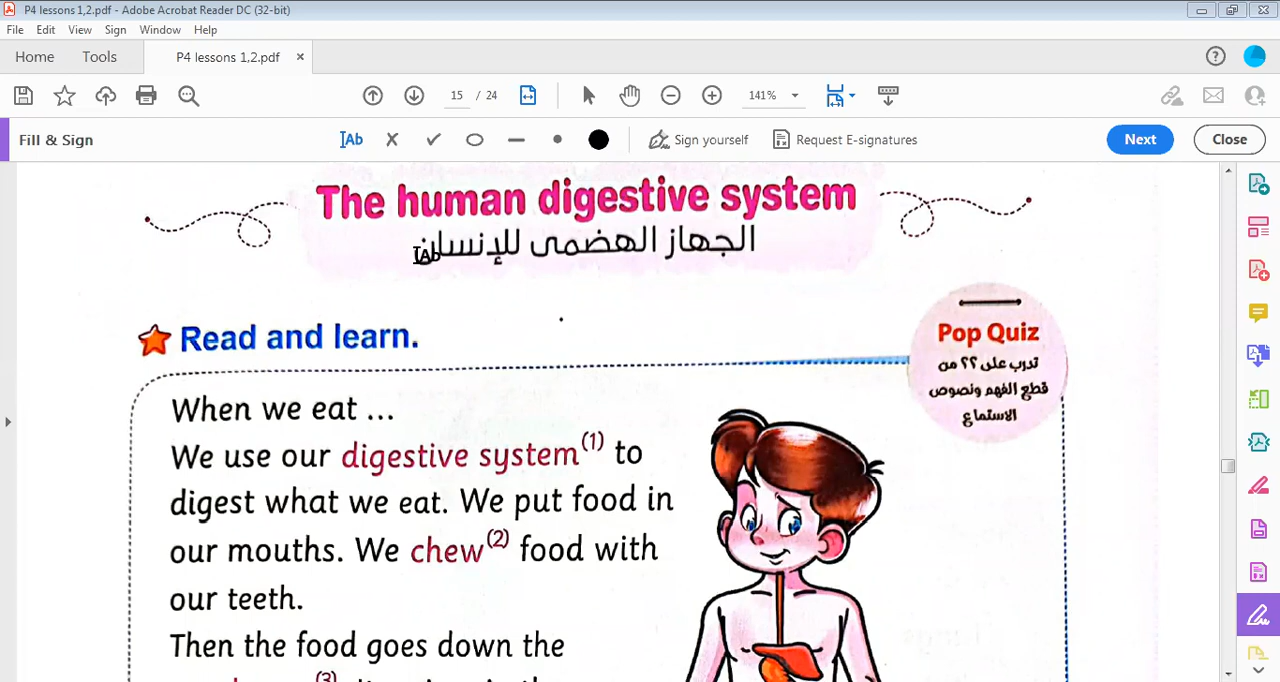 P4 lessons 1,2.pdf - Adobe Acrobat Reader DC (32-bit)
File Edit View Sign Window Help
Home Tools P4 lessons 1,2.pdf ×
15 / 24 141%
Fill & Sign Ab Sign yourself Request E-signatures Next Close
The human digestive system
الجهاز الهضمى للإنسان
Read and learn.
Pop Quiz
تدرب على ؟؟ من
قطع الفهم ونصوص
الاستماع
When we eat ...
We use our digestive system(1) to
digest what we eat. We put food in
our mouths. We chew(2) food with
our teeth.
Then the food goes down the
(3)